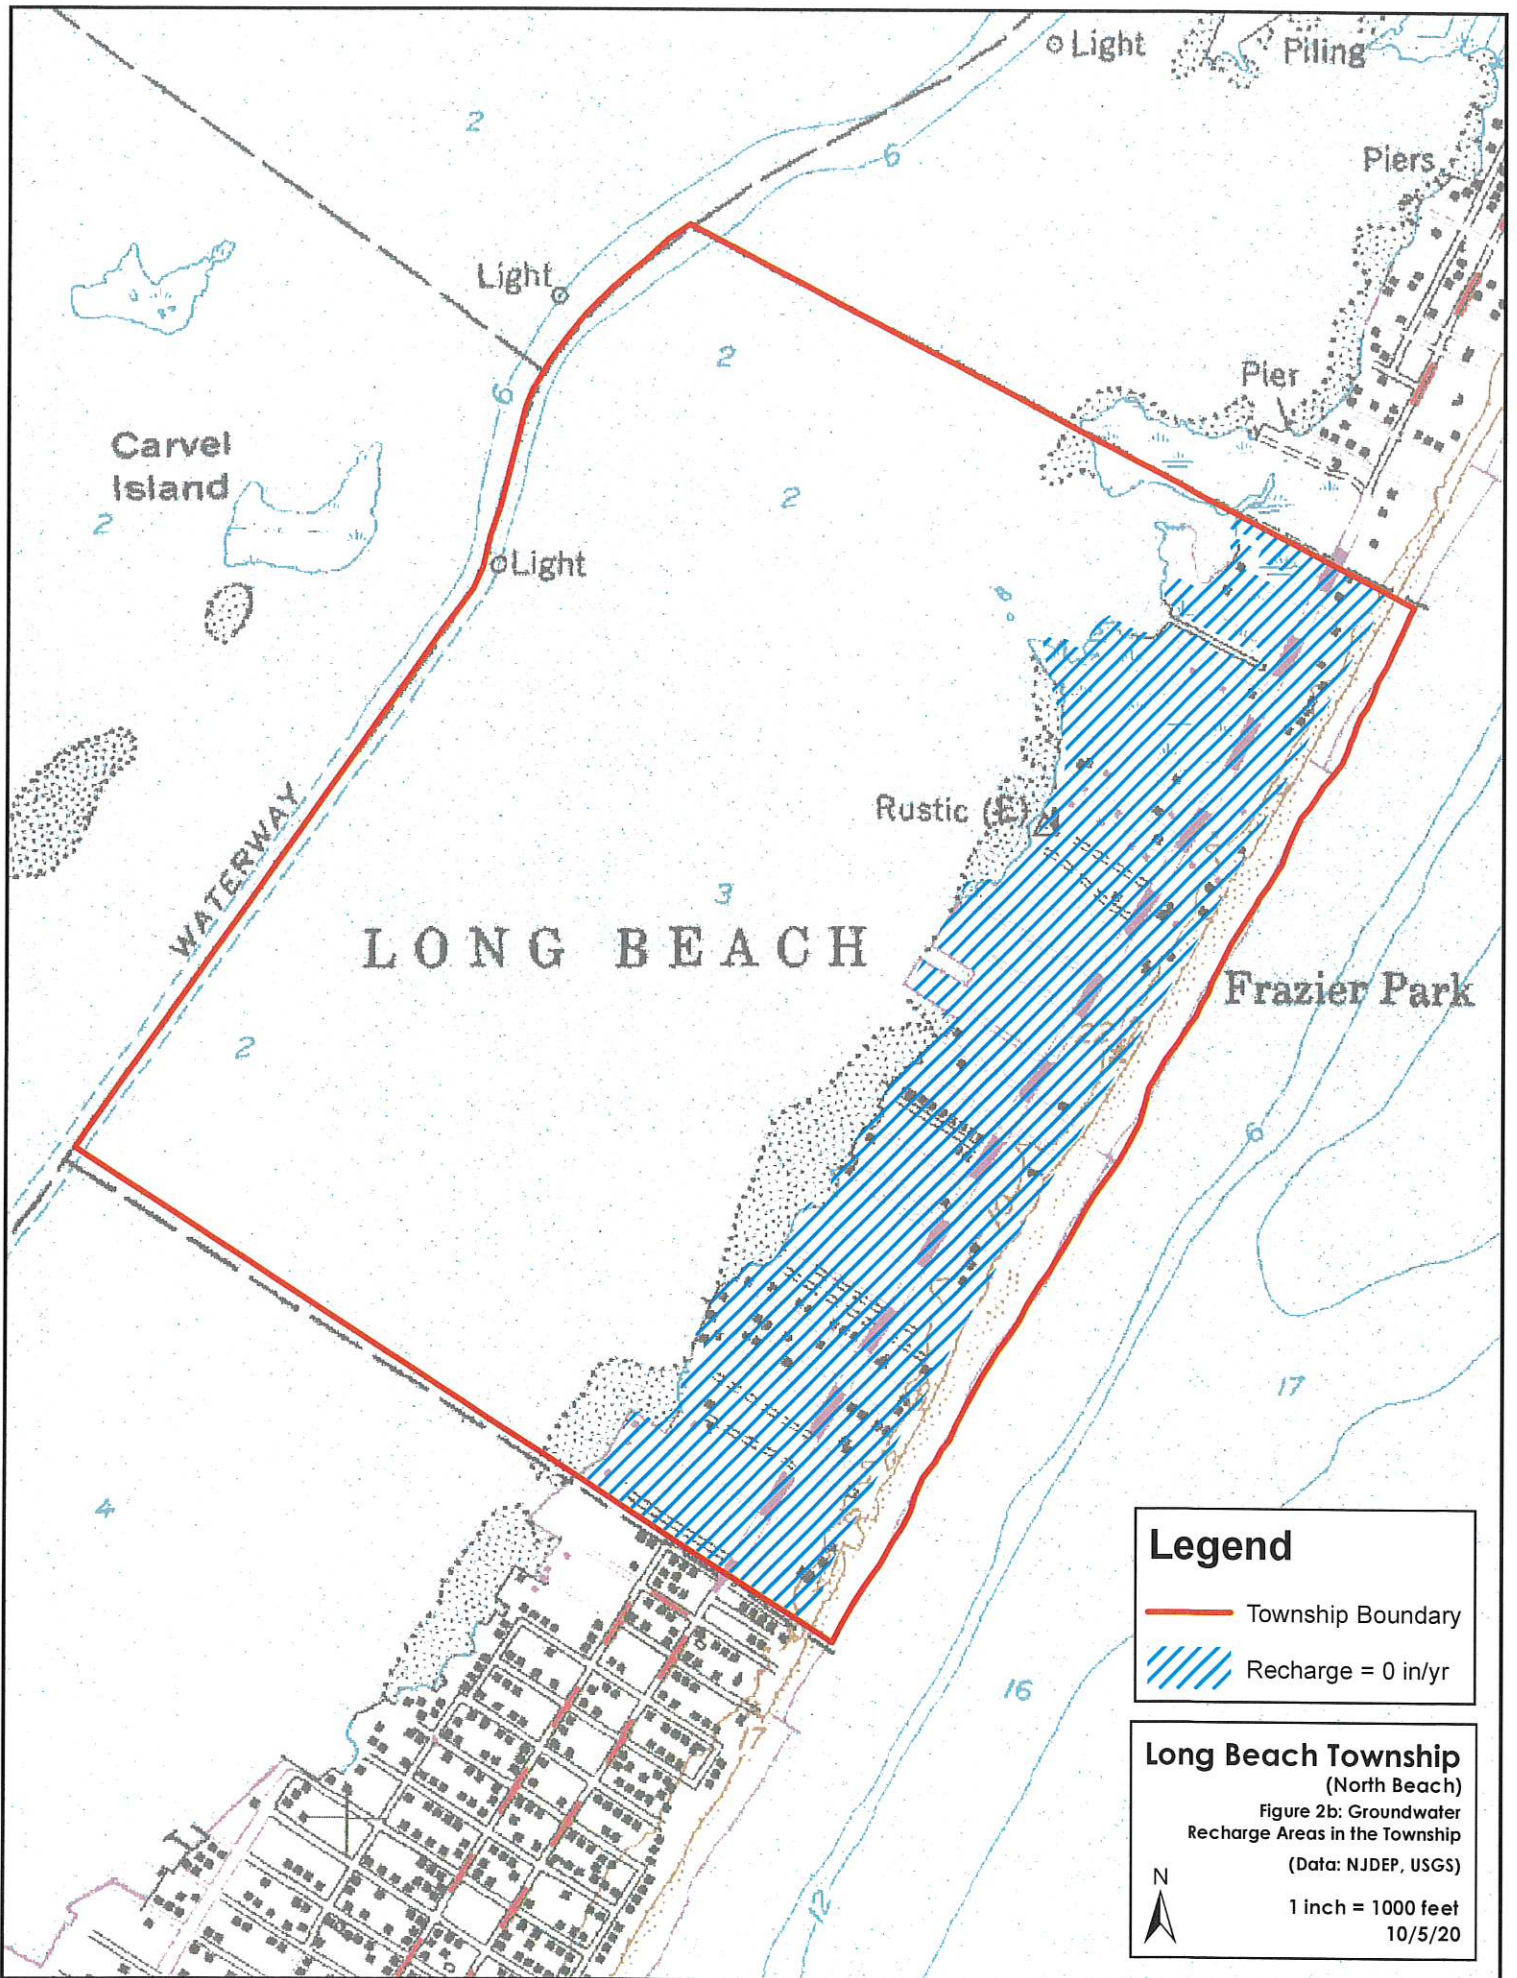 Light
Piling
2
6
Piers
Light
2
6
Pier
Carvel
Island
2
2
Light
Rustic (E)
WATERWAY
3
LONG BEACH
Frazier Park
2
6
17
4
16
17
12
Legend
Township Boundary
Recharge = 0 in/yr
Long Beach Township
(North Beach)
Figure 2b: Groundwater
Recharge Areas in the Township
(Data: NJDEP, USGS)
N
1 inch = 1000 feet
10/5/20